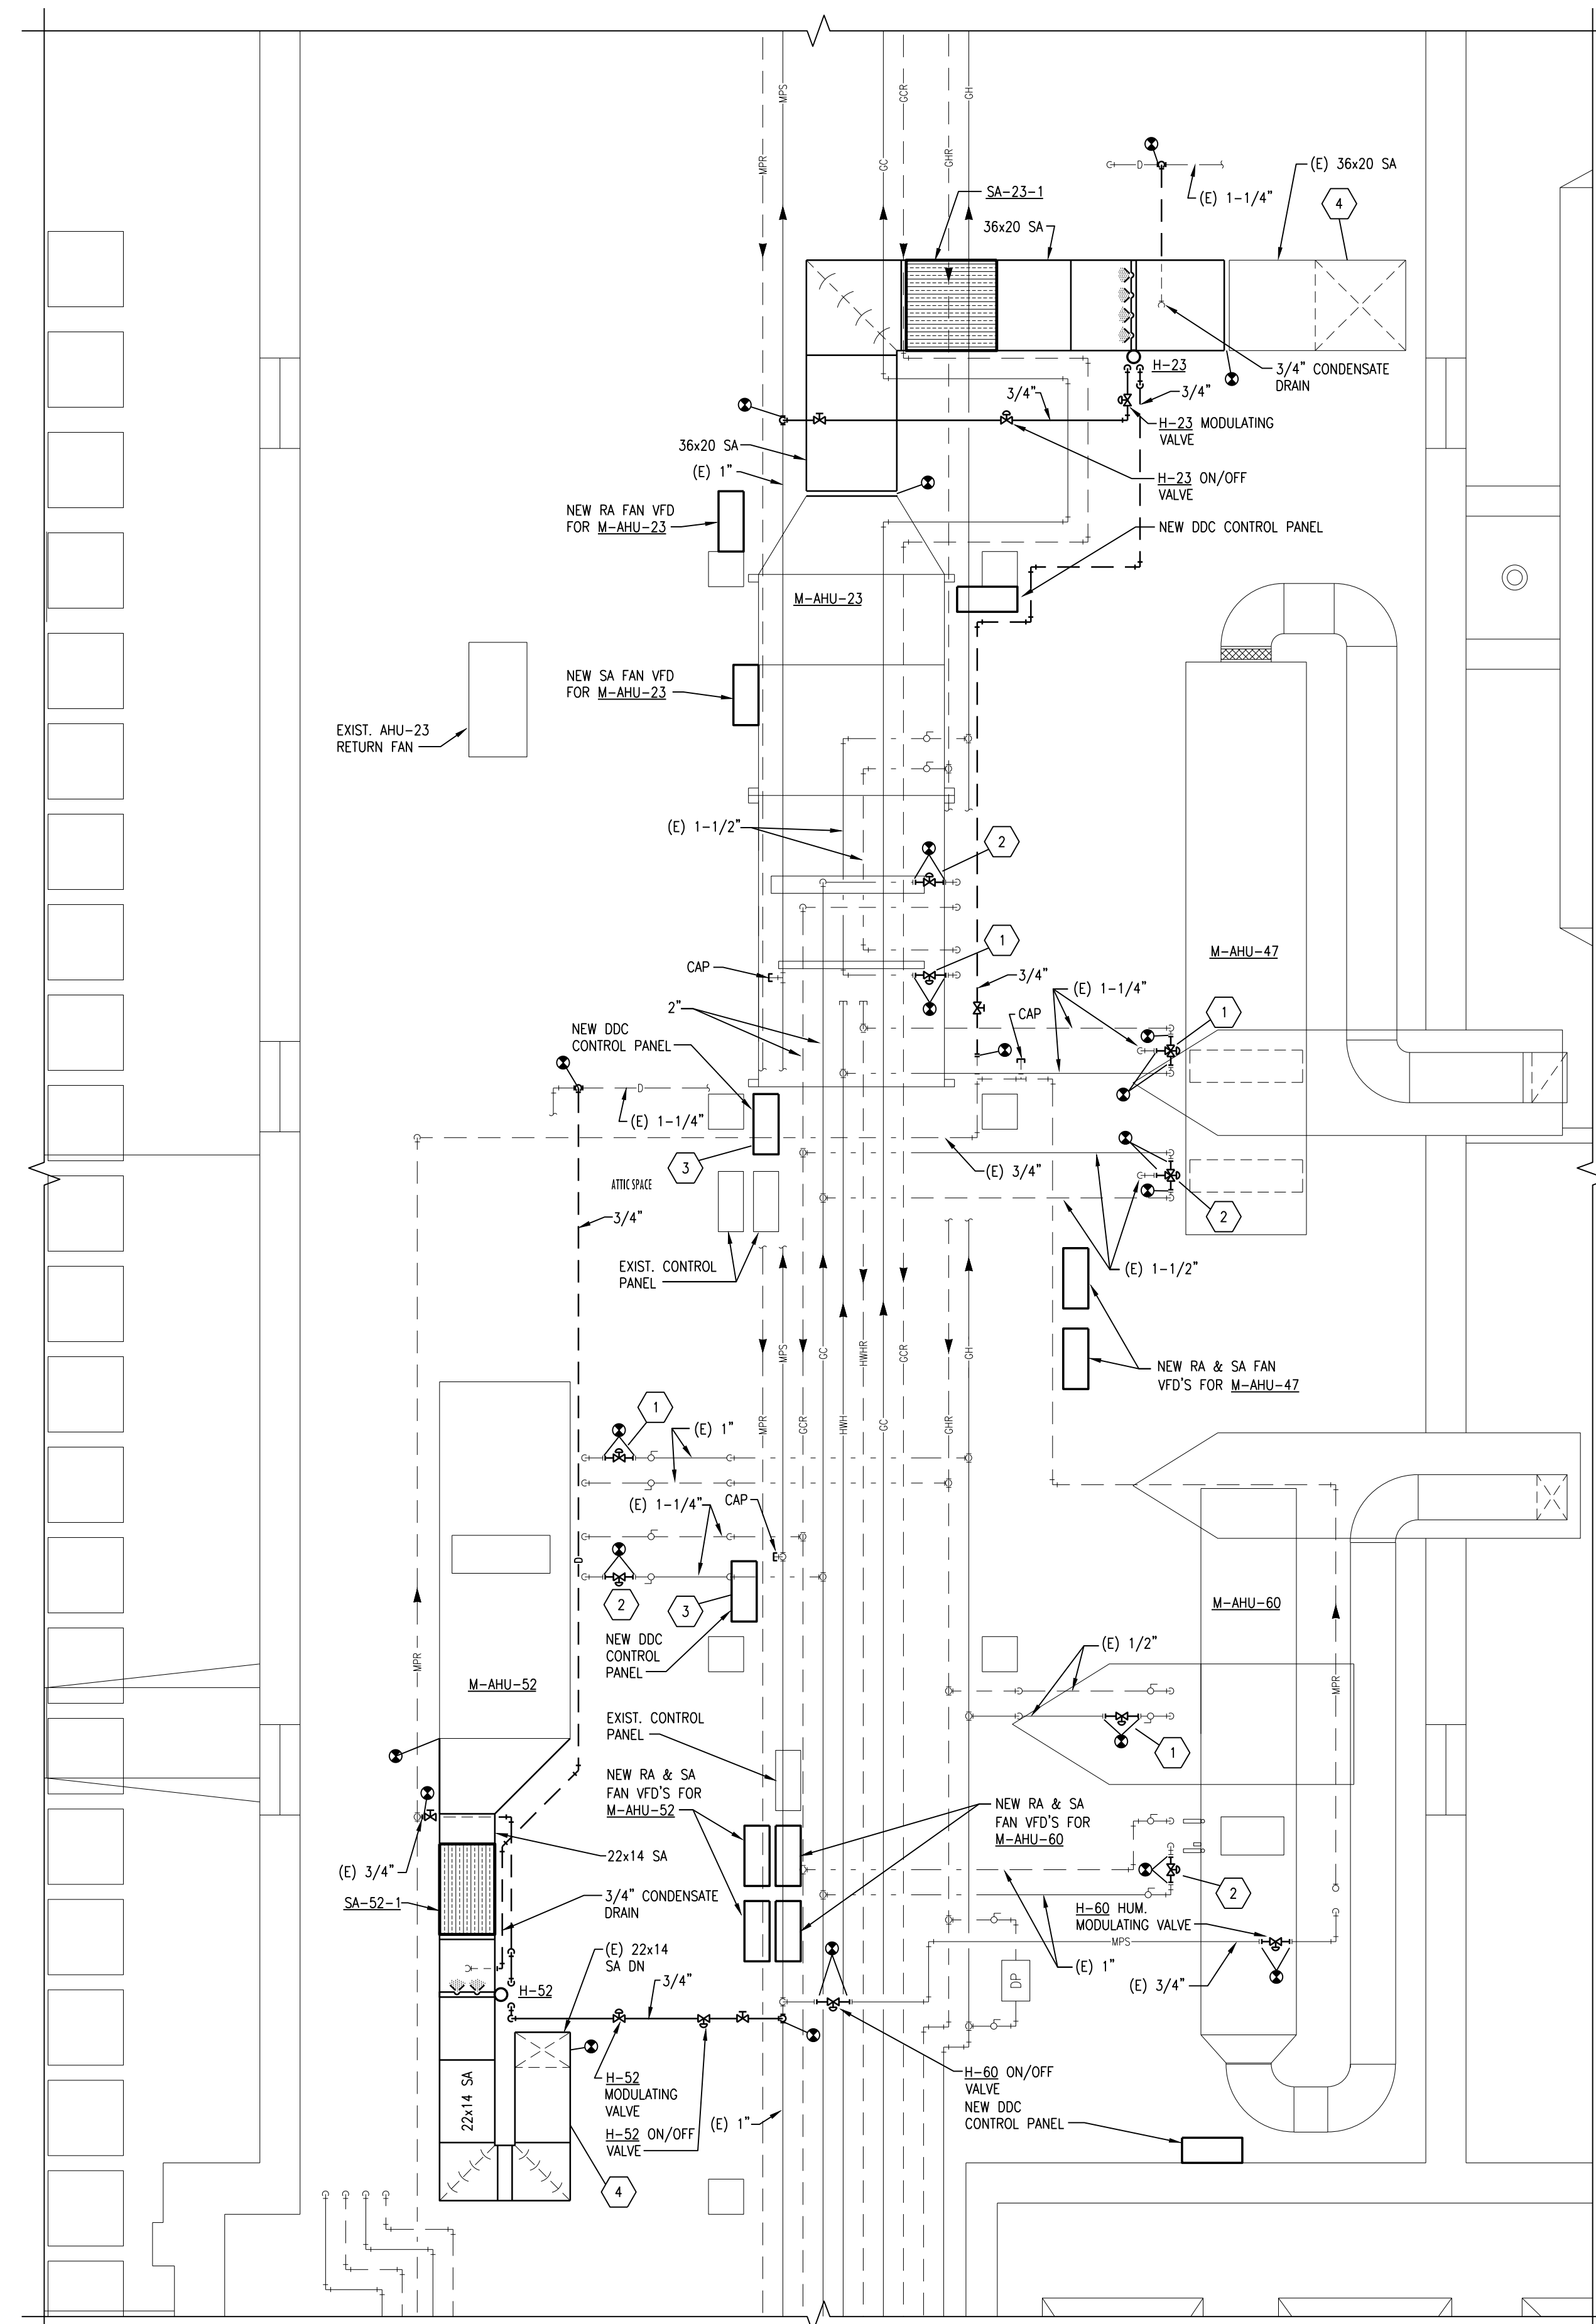 MPR
MPS
GC
GCR
GHR
GH
D
(E) 1-1/4"
(E) 36x20 SA
4
SA-23-1
36x20 SA
H-23
3/4" CONDENSATE
DRAIN
3/4"
3/4"
H-23 MODULATING
VALVE
36x20 SA
(E) 1"
H-23 ON/OFF
VALVE
NEW RA FAN VFD
FOR M-AHU-23
NEW DDC CONTROL PANEL
M-AHU-23
NEW SA FAN VFD
FOR M-AHU-23
EXIST. AHU-23
RETURN FAN
(E) 1-1/2"
2
1
M-AHU-47
CAP
3/4"
(E) 1-1/4"
2"
CAP
1
NEW DDC
CONTROL PANEL
D
(E) 1-1/4"
3
(E) 3/4"
ATTIC SPACE
3/4"
2
EXIST. CONTROL
PANEL
(E) 1-1/2"
MPR
MPS
GCR
GC
HWH
HWHR
GC
GCR
GHR
GH
NEW RA & SA FAN
VFD'S FOR M-AHU-47
1
(E) 1"
(E) 1-1/4"
CAP
D
2
3
M-AHU-60
NEW DDC
CONTROL
PANEL
(E) 1/2"
MPR
M-AHU-52
MPR
EXIST. CONTROL
PANEL
1
NEW RA & SA
FAN VFD'S FOR
M-AHU-52
NEW RA & SA
FAN VFD'S FOR
M-AHU-60
22x14 SA
(E) 3/4"
SA-52-1
3/4" CONDENSATE
DRAIN
2
H-60 HUM.
MODULATING VALVE
MPS
(E) 22x14
SA DN
3/4"
(E) 1"
(E) 3/4"
DP
H-52
H-52
MODULATING
VALVE
H-60 ON/OFF
VALVE
NEW DDC
CONTROL PANEL
22x14 SA
(E) 1"
H-52 ON/OFF
VALVE
4